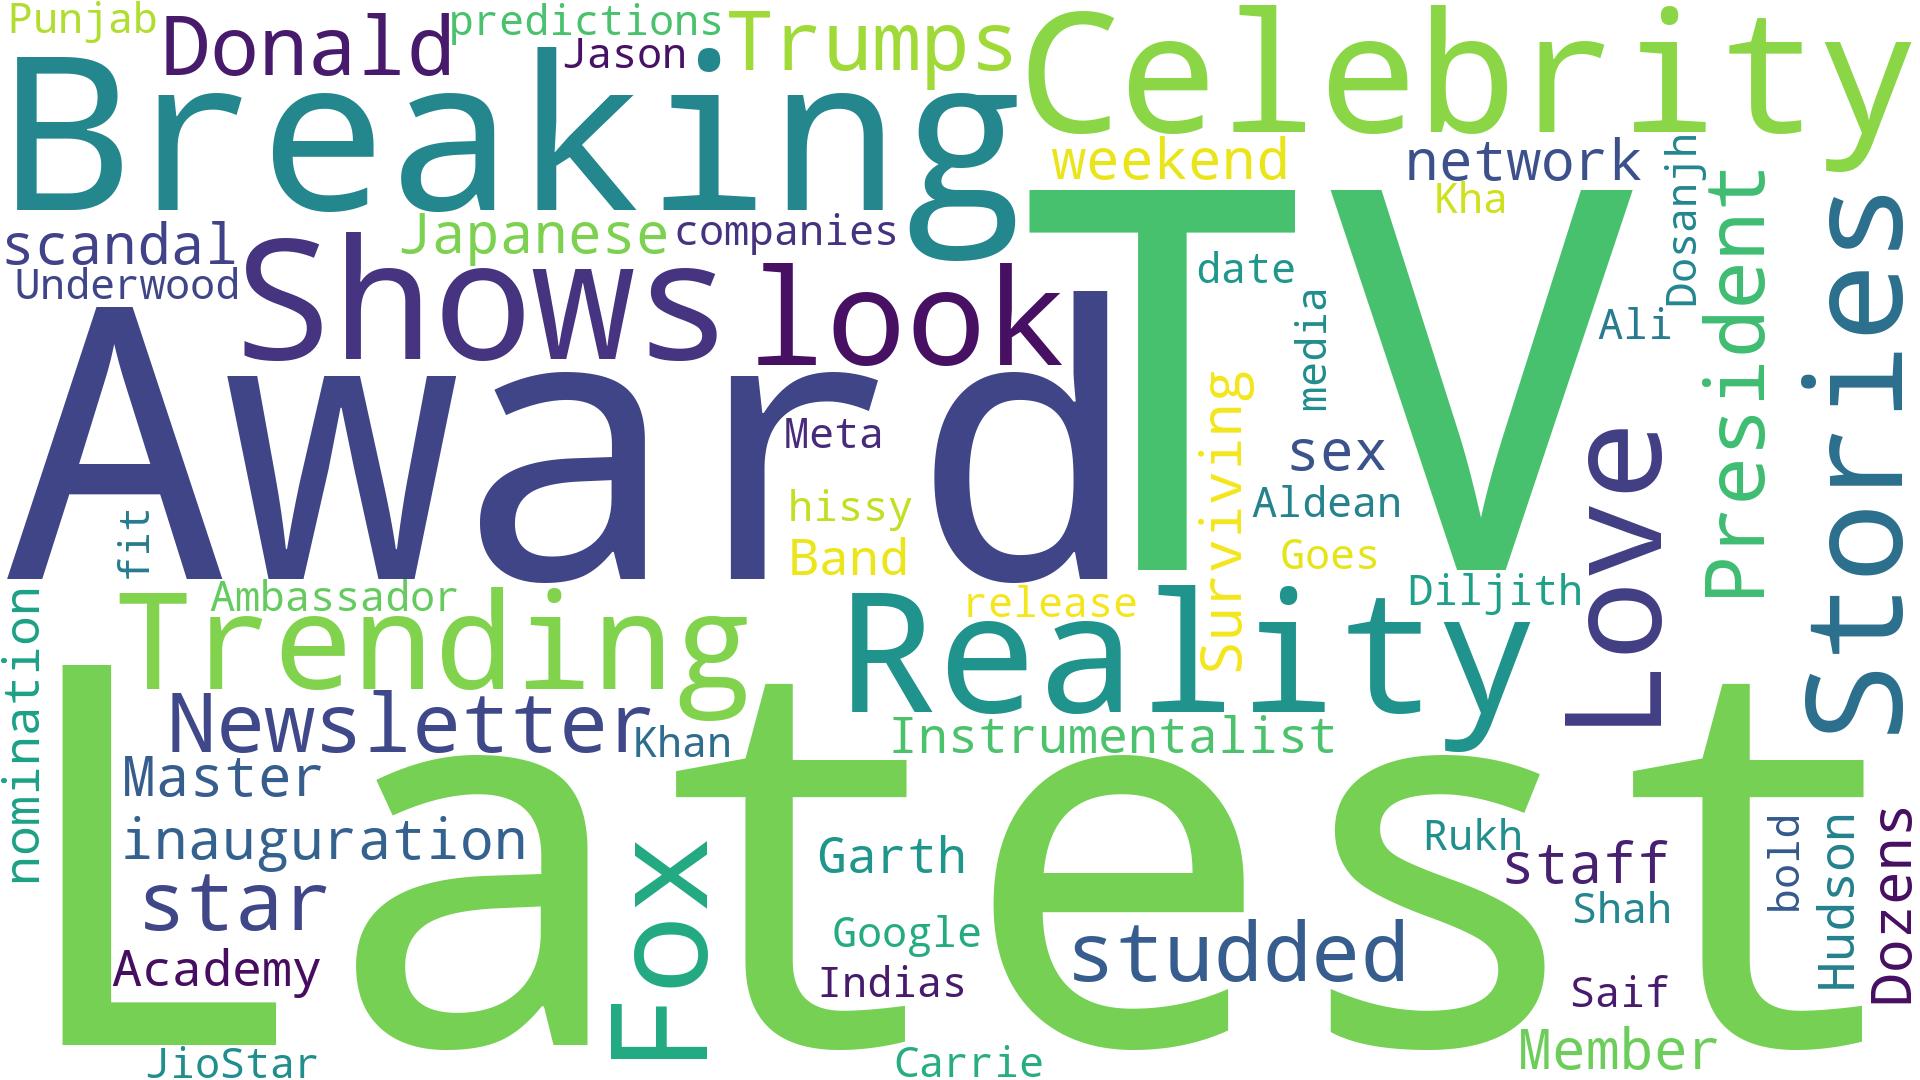 Punjab
Donald
predictions
Jason
Trumps
Celebrity
Breaking
weekend
network
Kha
Dosanjh
President
Stories
scandal
Underwood
Shows
Japanese
companies
look
TV
date
media
Ali
Award
Meta
hissy
Band
Surviving
sex
Aldean
Goes
Love
fit
Ambassador
Trending
release
Reality
Diljith
nomination
Newsletter
Khan
Instrumentalist
Latest
Master
inauguration
star
Academy
JioStar
Fox
Garth
Google
Indias
Carrie
studded
Rukh
staff
Shah
Saif
Member
bold
Hudson
Dozens